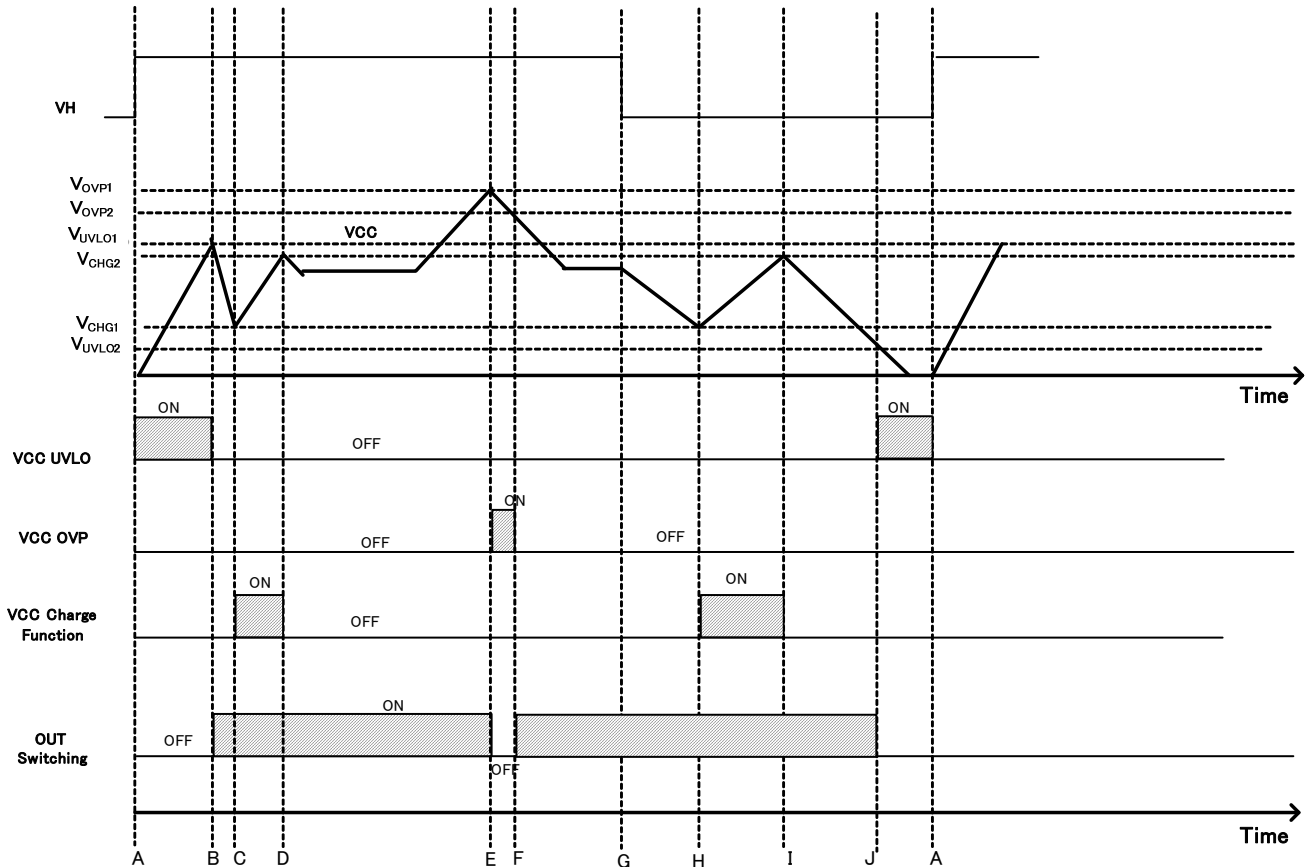 VH
VOVP1
VOVP2
VUVLO1
VCC
VCHG2
VCHG1
VUVLO2
Time
ON
ON
VCC UVLO
OFF
ON
VCC OVP
OFF
OFF
ON
ON
VCC Charge
Function
OFF
ON
OUT
Switching
OFF
OFF
Time
A B C D E F G H I J A